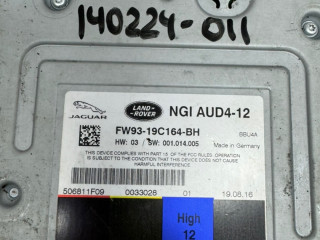 140224-011
JAGUAR
LAND-
ROVER
NGI AUD4-12
FW93-19C164-BH
HW: 03 / SW: 001.014.005
BBU4A
Made in Germany
THIS DEVICE COMPLIES WITH PART 15 OF THE FCC RULES. OPERATION
IS SUBJECT TO THE CONDITION THAT THIS DEVICE DOES NOT CAUSE
HARMFUL INTERFERENCE
506811F09 0033028 01 19.08.16
High
12